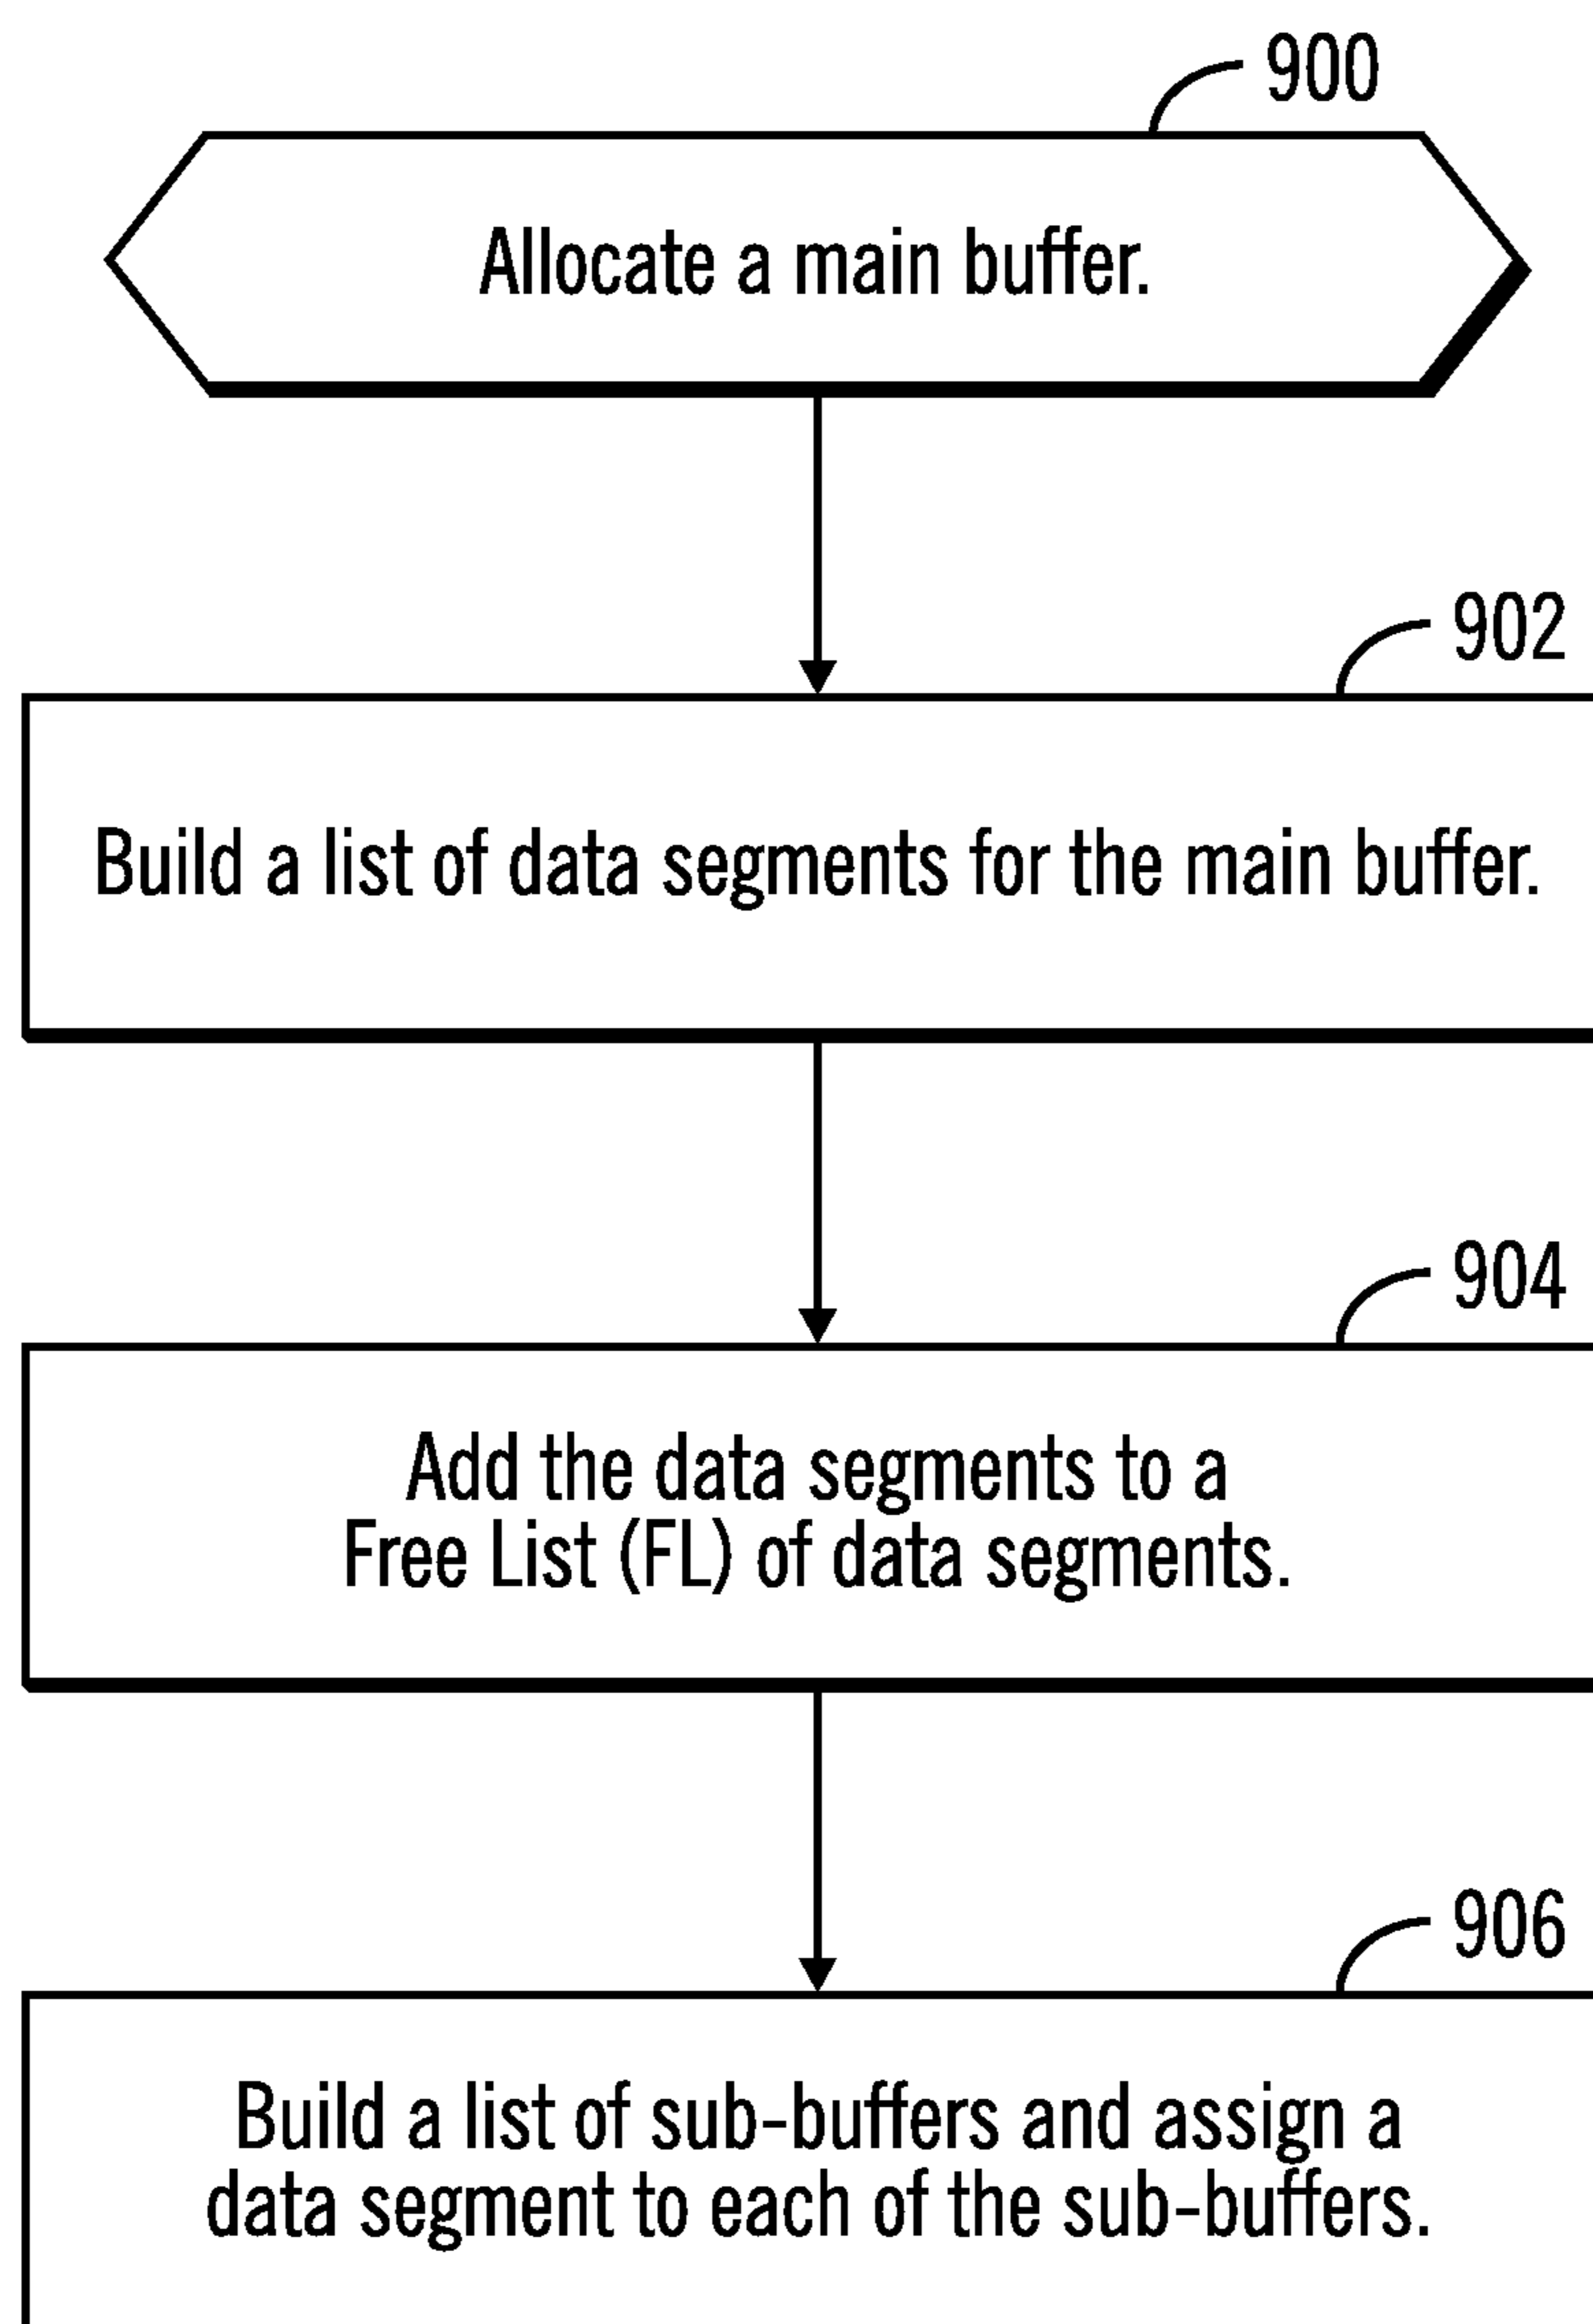 900
Allocate a main buffer.
902
Build a list of data segments for the main buffer.
904
Add the data segments to a
Free List (FL) of data segments.
906
Build a list of sub-buffers and assign a
data segment to each of the sub-buffers.